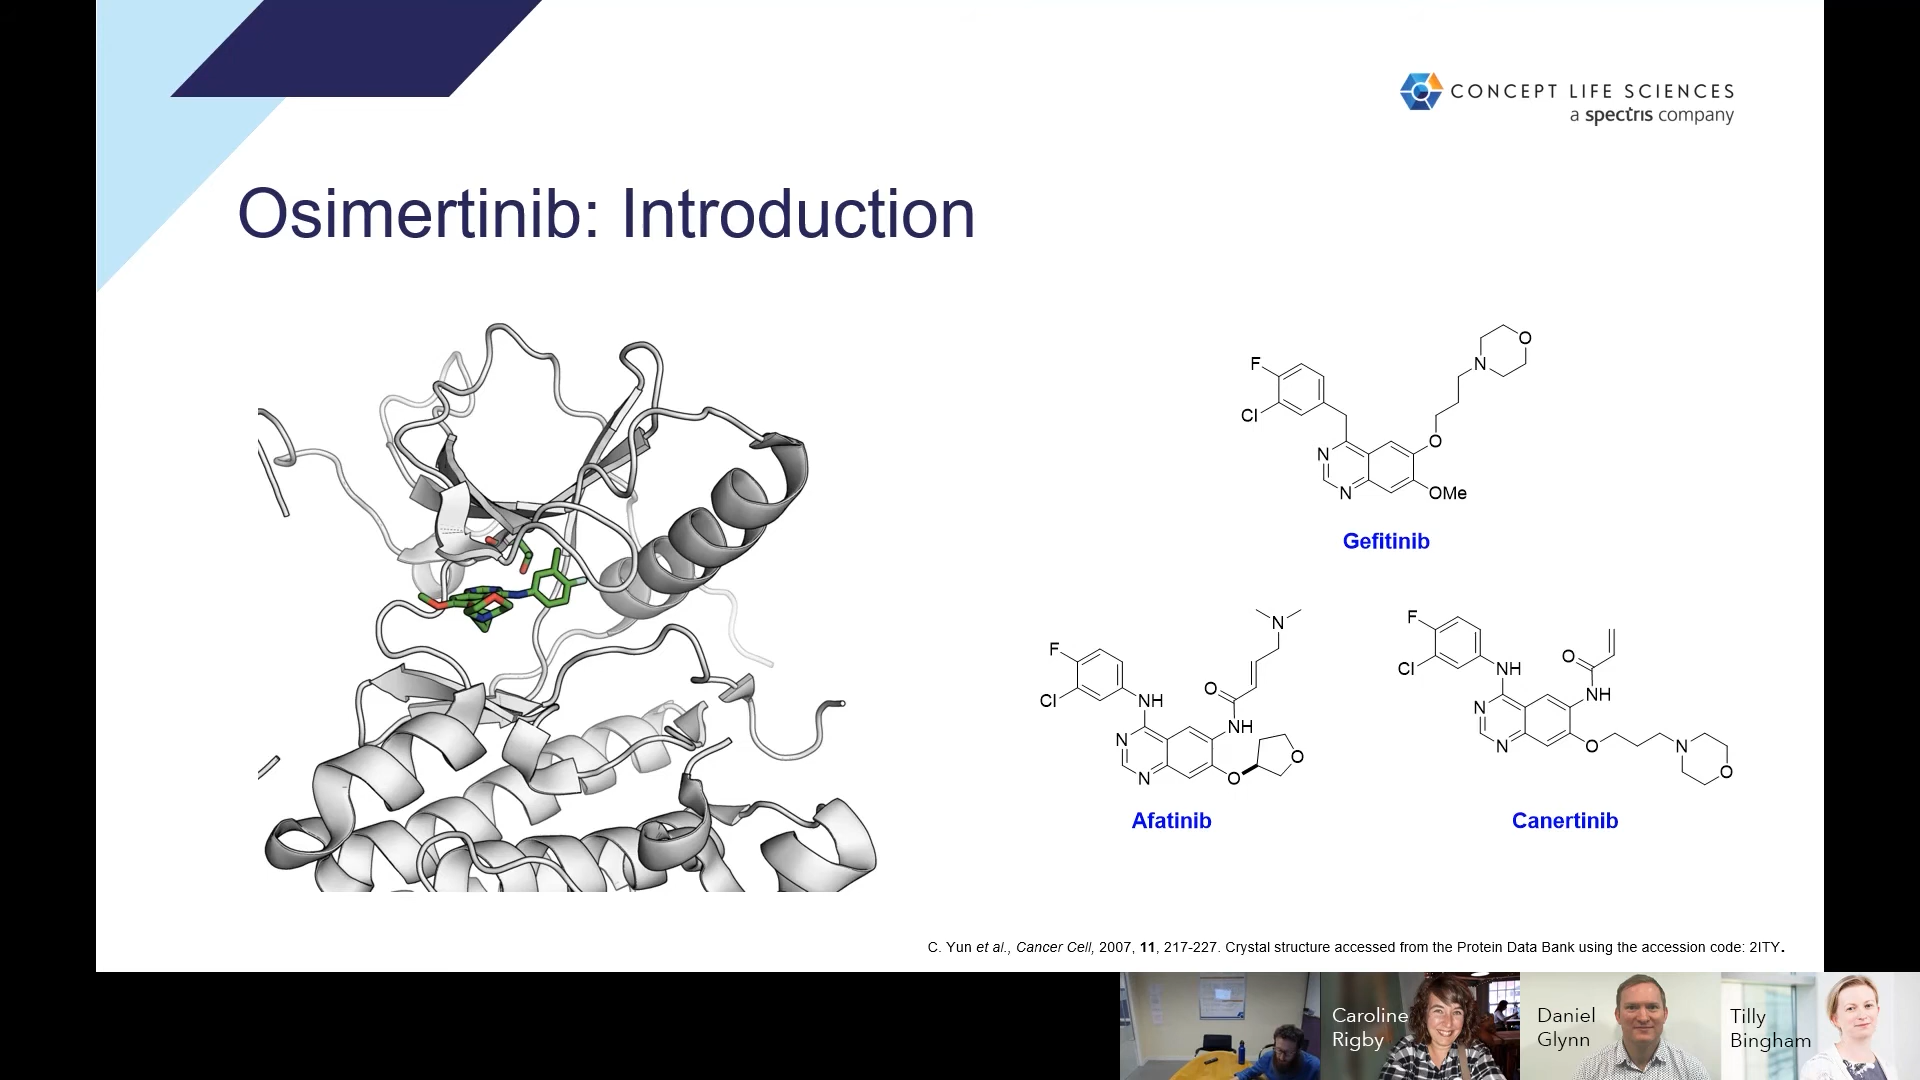 CONCEPT LIFE SCIENCES
a spectris company
Osimertinib: Introduction
F
Cl
N
N
O
OMe
N
O
Gefitinib
F
Cl
NH
N
N
O
NH
N
O
O
Afatinib
F
Cl
NH
N
N
O
NH
O
N
O
Canertinib
C. Yun et al., Cancer Cell, 2007, 11, 217-227. Crystal structure accessed from the Protein Data Bank using the accession code: 2ITY.
Caroline
Rigby
Daniel
Glynn
Tilly
Bingham